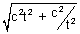 √(c²t² + c²/t²)